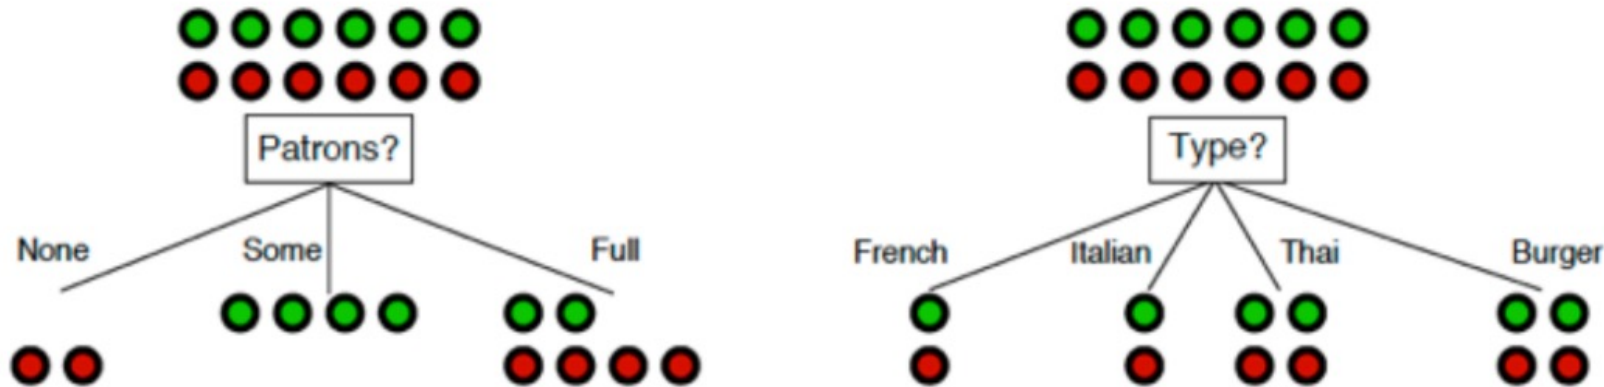 Patrons?
None
Some
Full
Type?
French
Italian
Thai
Burger